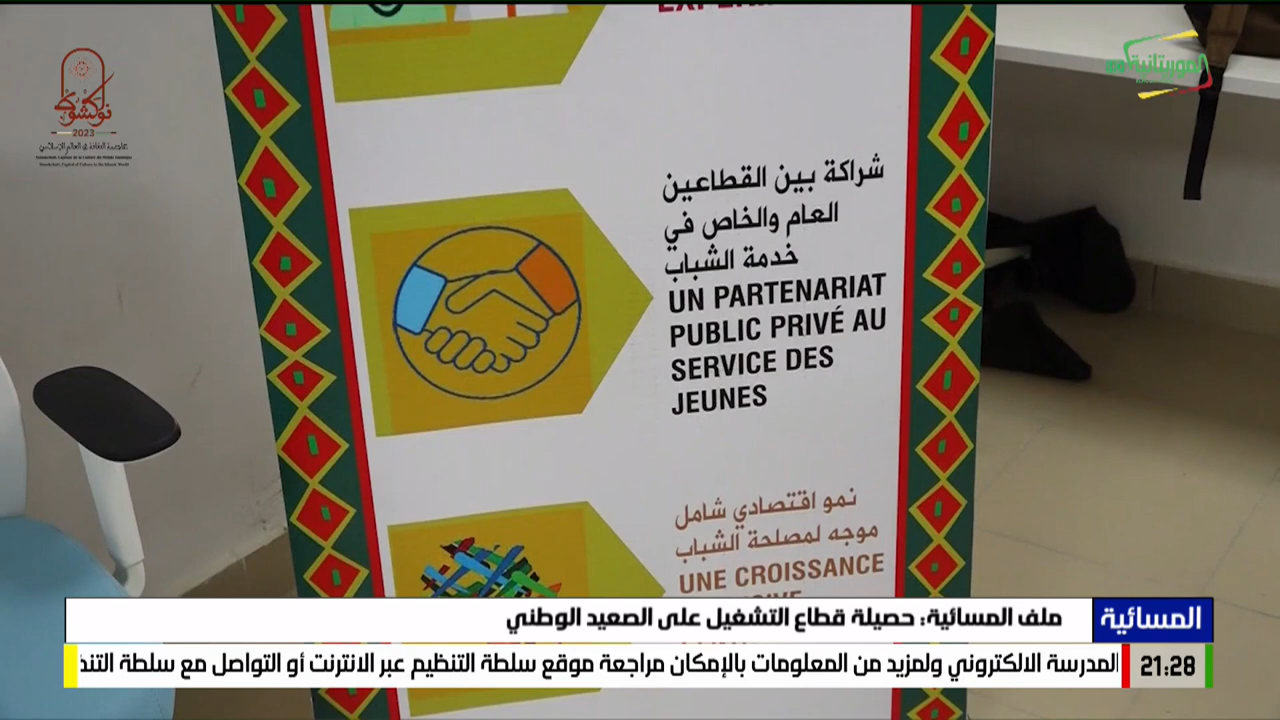 نواكشوط
2023
الموريتانية
شراكة بين القطاعين
العام والخاص في
خدمة الشباب
UN PARTENARIAT
PUBLIC PRIVÉ AU
SERVICE DES
JEUNES
نمو اقتصادي شامل
موجه لمصلحة الشباب
UNE CROISSANCE
المسائية
ملف المسائية: حصيلة قطاع التشغيل على الصعيد الوطني
21:28
المدرسة الالكتروني ولمزيد من المعلومات بالإمكان مراجعة موقع سلطة التنظيم عبر الانترنت أو التواصل مع سلطة